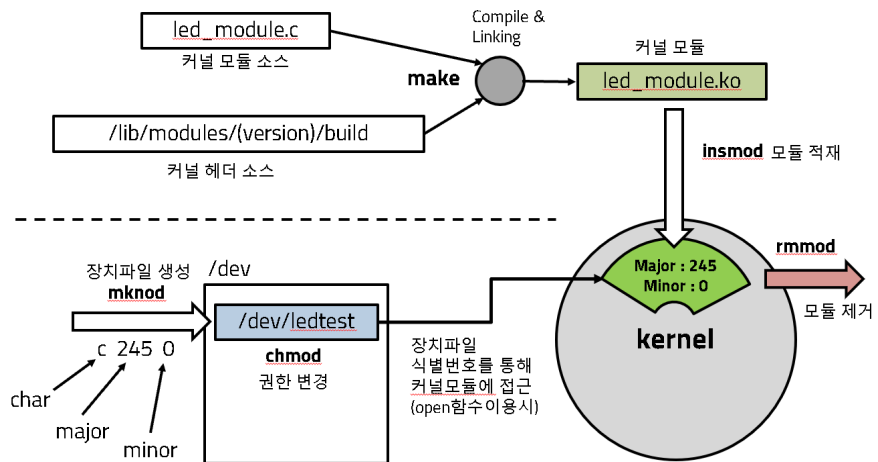 led_module.c
커널 모듈 소스
Compile &
Linking
make
커널 모듈
led_module.ko
/lib/modules/(version)/build
커널 헤더 소스
insmod 모듈 적재
장치파일 생성
mknod
/dev
/dev/ledtest
chmod
권한 변경
c 245 0
char
major
minor
장치파일
식별번호를 통해
커널모듈에 접근
(open함수이용시)
Major : 245
Minor : 0
kernel
rmmod
모듈 제거